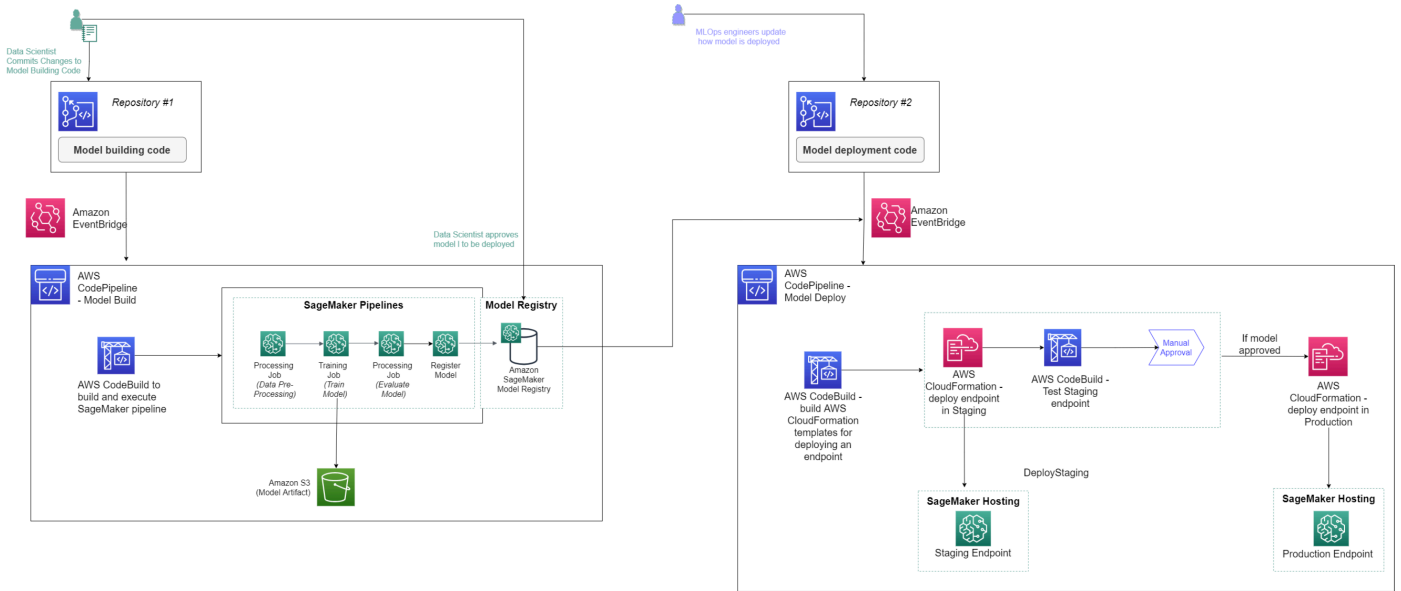 Data Scientist
Commits Changes to
Model Building Code
MLOps engineers update
how model is deployed
Repository #1
Model building code
Repository #2
Model deployment code
Amazon
EventBridge
Amazon
EventBridge
Data Scientist approves
model I to be deployed
AWS
CodePipeline
- Model Build
SageMaker Pipelines
Model Registry
AWS CodeBuild to
build and execute
SageMaker pipeline
Processing
Job
(Data Pre-
Processing)
Training
Job
(Train
Model)
Processing
Job
(Evaluate
Model)
Register
Model
Amazon
SageMaker
Model Registry
Amazon S3
(Model Artifact)
AWS
CodePipeline -
Model Deploy
AWS CodeBuild -
build AWS
CloudFormation
templates for
deploying an
endpoint
AWS
CloudFormation -
deploy endpoint
in Staging
AWS CodeBuild -
Test Staging
endpoint
Manual
Approval
If model
approved
AWS
CloudFormation -
deploy endpoint in
Production
DeployStaging
SageMaker Hosting
Staging Endpoint
SageMaker Hosting
Production Endpoint